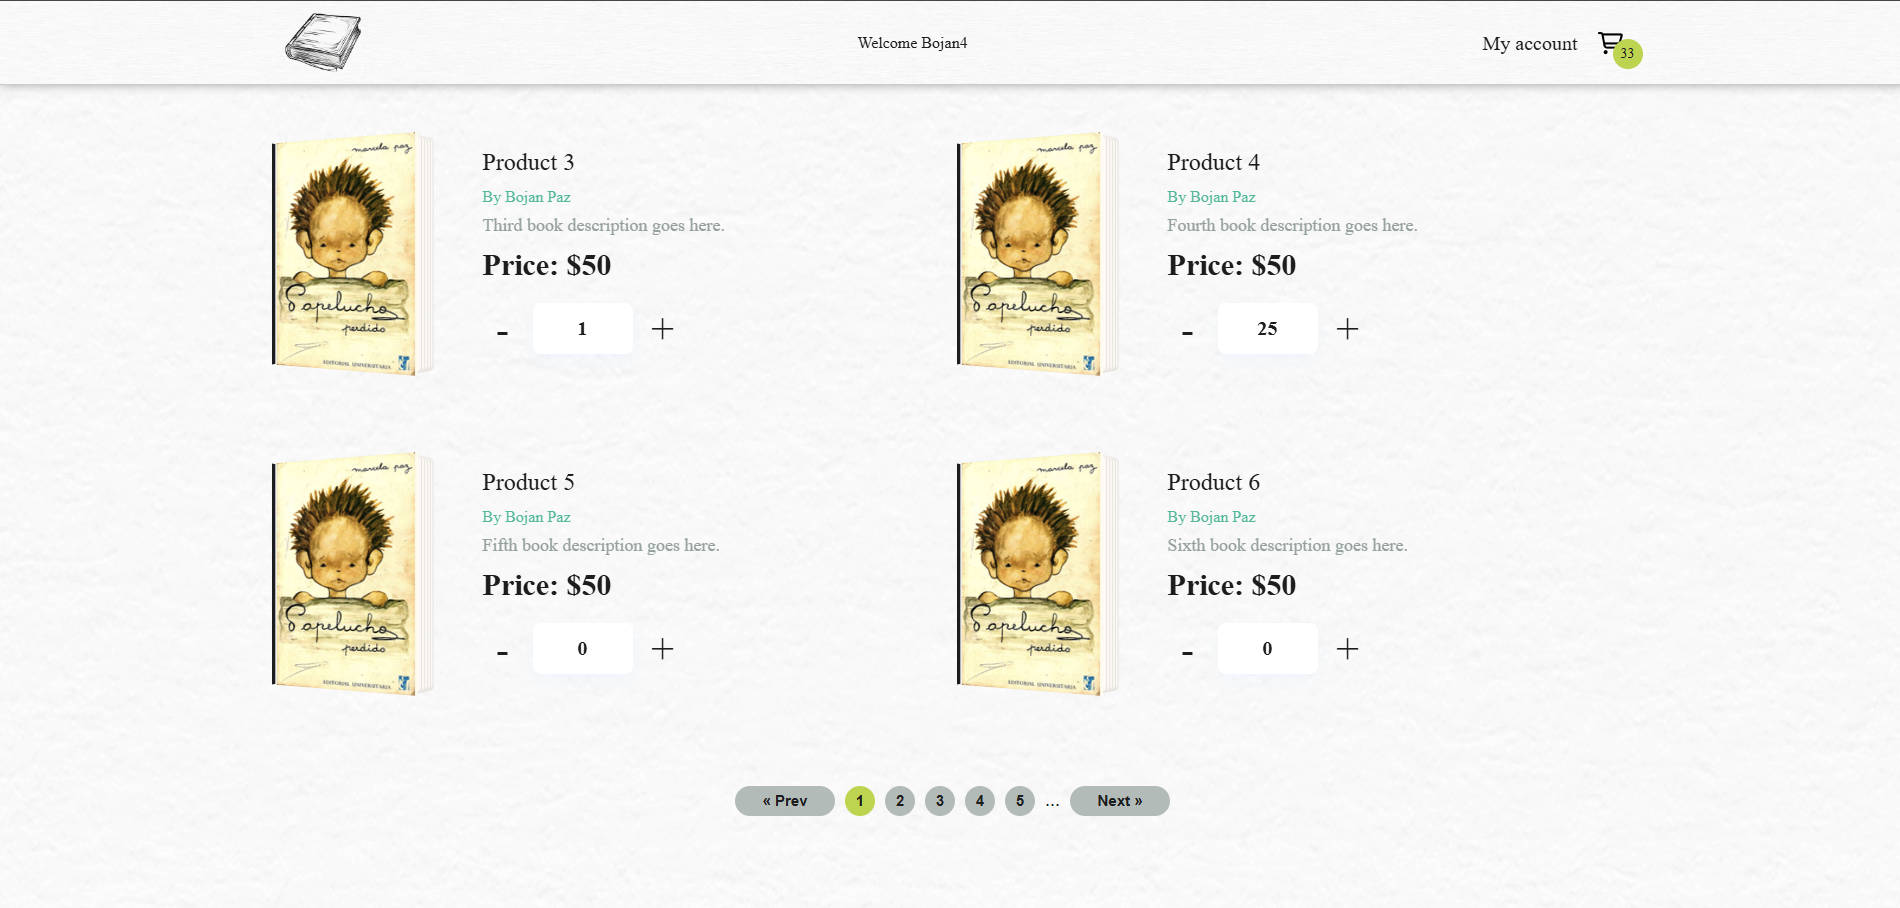 Welcome Bojan4
My account
33
marcela paz
Papelucho
perdido
EDITORIAL UNIVERSITARIA
Product 3
By Bojan Paz
Third book description goes here.
Price: $50
- 1 +
marcela paz
Papelucho
perdido
EDITORIAL UNIVERSITARIA
Product 4
By Bojan Paz
Fourth book description goes here.
Price: $50
- 25 +
marcela paz
Papelucho
perdido
EDITORIAL UNIVERSITARIA
Product 5
By Bojan Paz
Fifth book description goes here.
Price: $50
- 0 +
marcela paz
Papelucho
perdido
EDITORIAL UNIVERSITARIA
Product 6
By Bojan Paz
Sixth book description goes here.
Price: $50
- 0 +
« Prev 1 2 3 4 5 ... Next »